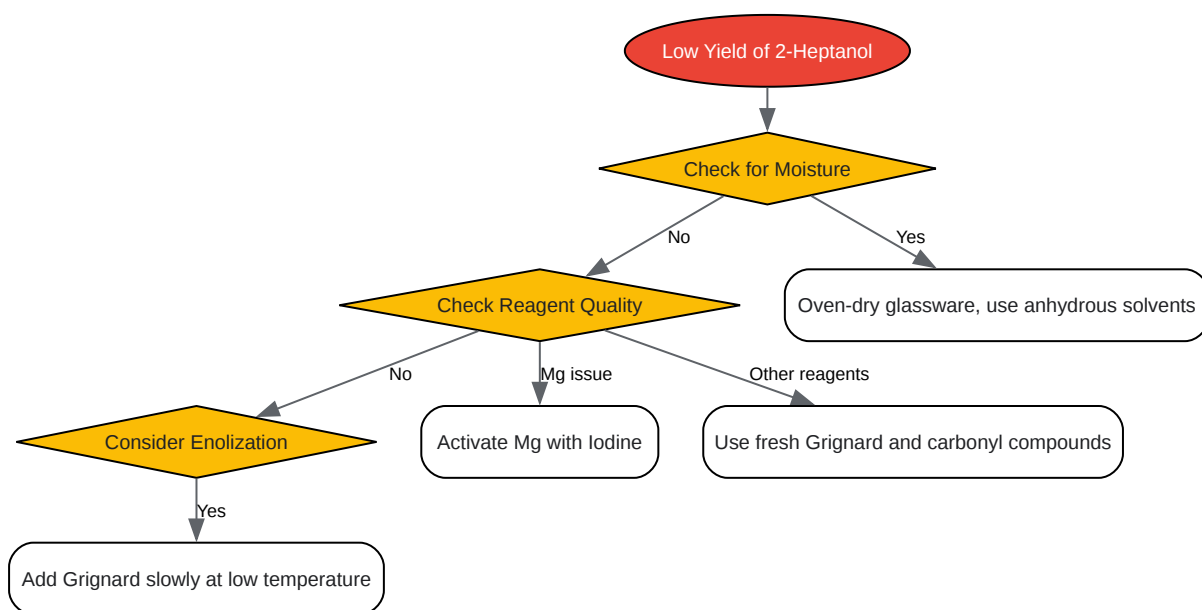 Low Yield of 2-Heptanol
Check for Moisture
No
Yes
Check Reagent Quality
Oven-dry glassware, use anhydrous solvents
No
Mg issue
Other reagents
Consider Enolization
Activate Mg with Iodine
Use fresh Grignard and carbonyl compounds
Yes
Add Grignard slowly at low temperature